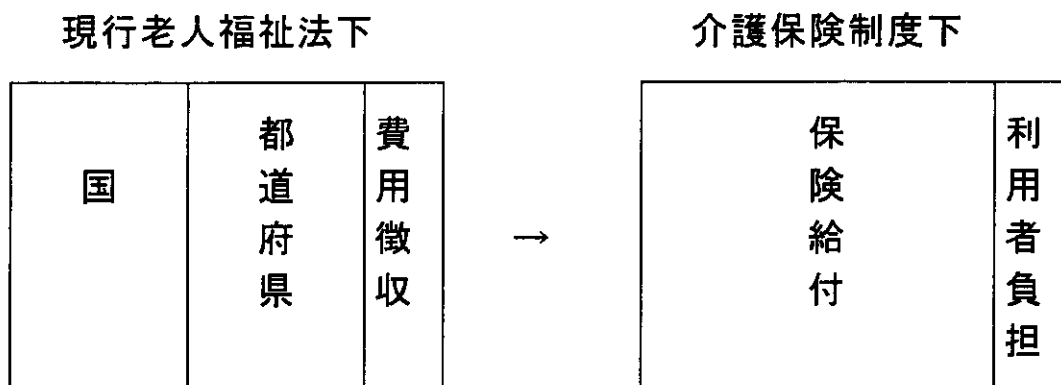 現行老人福祉法下
介護保険制度下
国
都道府県
費用徴収
→
保険給付
利用者負担